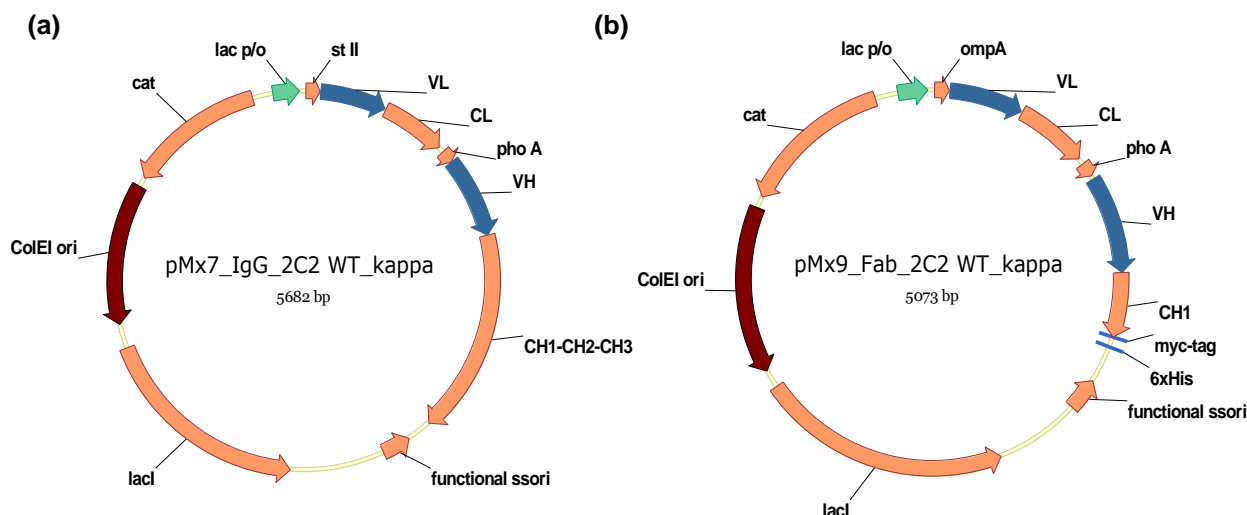 (a)
lac p/o
st II
VL
CL
pho A
VH
CH1-CH2-CH3
functional ssori
lacI
ColEI ori
cat
pMx7_IgG_2C2 WT_kappa
5682 bp
(b)
lac p/o
ompA
VL
CL
pho A
VH
CH1
myc-tag
6xHis
functional ssori
lacI
ColEI ori
cat
pMx9_Fab_2C2 WT_kappa
5073 bp